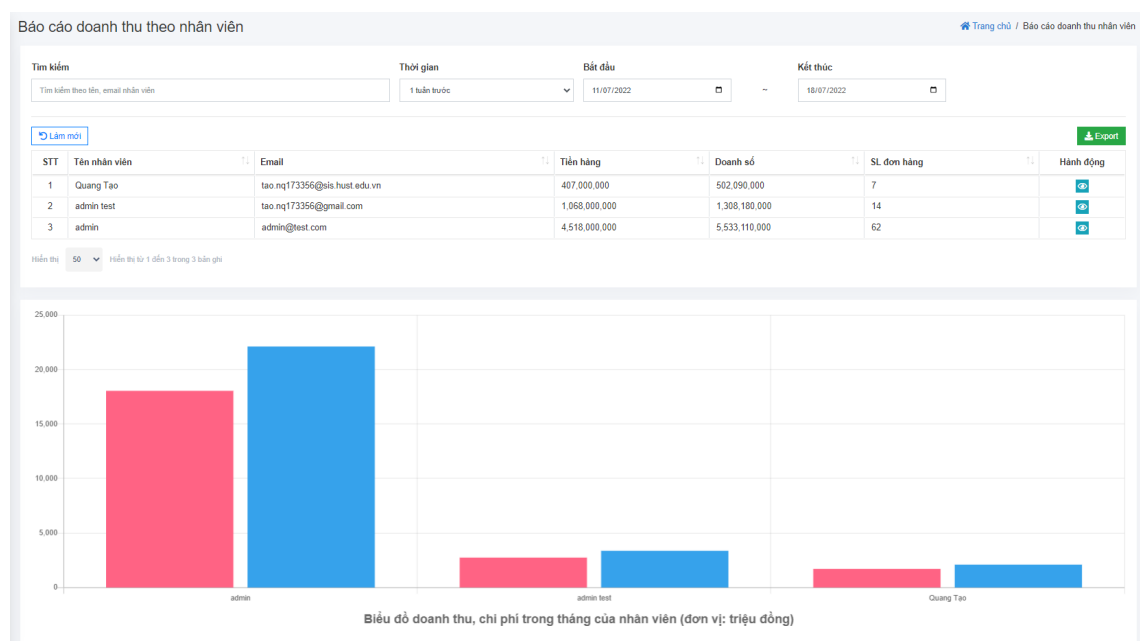 Báo cáo doanh thu theo nhân viên
Trang chủ / Báo cáo doanh thu nhân viên
Tìm kiếm Thời gian Bắt đầu Kết thúc
Tìm kiếm theo tên, email nhân viên 1 tuần trước 11/07/2022 ~ 18/07/2022
Làm mới Export
STT Tên nhân viên Email Tiền hàng Doanh số SL đơn hàng Hành động
1 Quang Tạo tao.nq173356@sis.hust.edu.vn 407,000,000 502,090,000 7
2 admin test tao.nq173356@gmail.com 1,068,000,000 1,308,180,000 14
3 admin admin@test.com 4,518,000,000 5,533,110,000 62
Hiển thị 50 Hiển thị từ 1 đến 3 trong 3 bản ghi
25,000
20,000
15,000
10,000
5,000
0
admin admin test Quang Tạo
Biểu đồ doanh thu, chi phí trong tháng của nhân viên (đơn vị: triệu đồng)